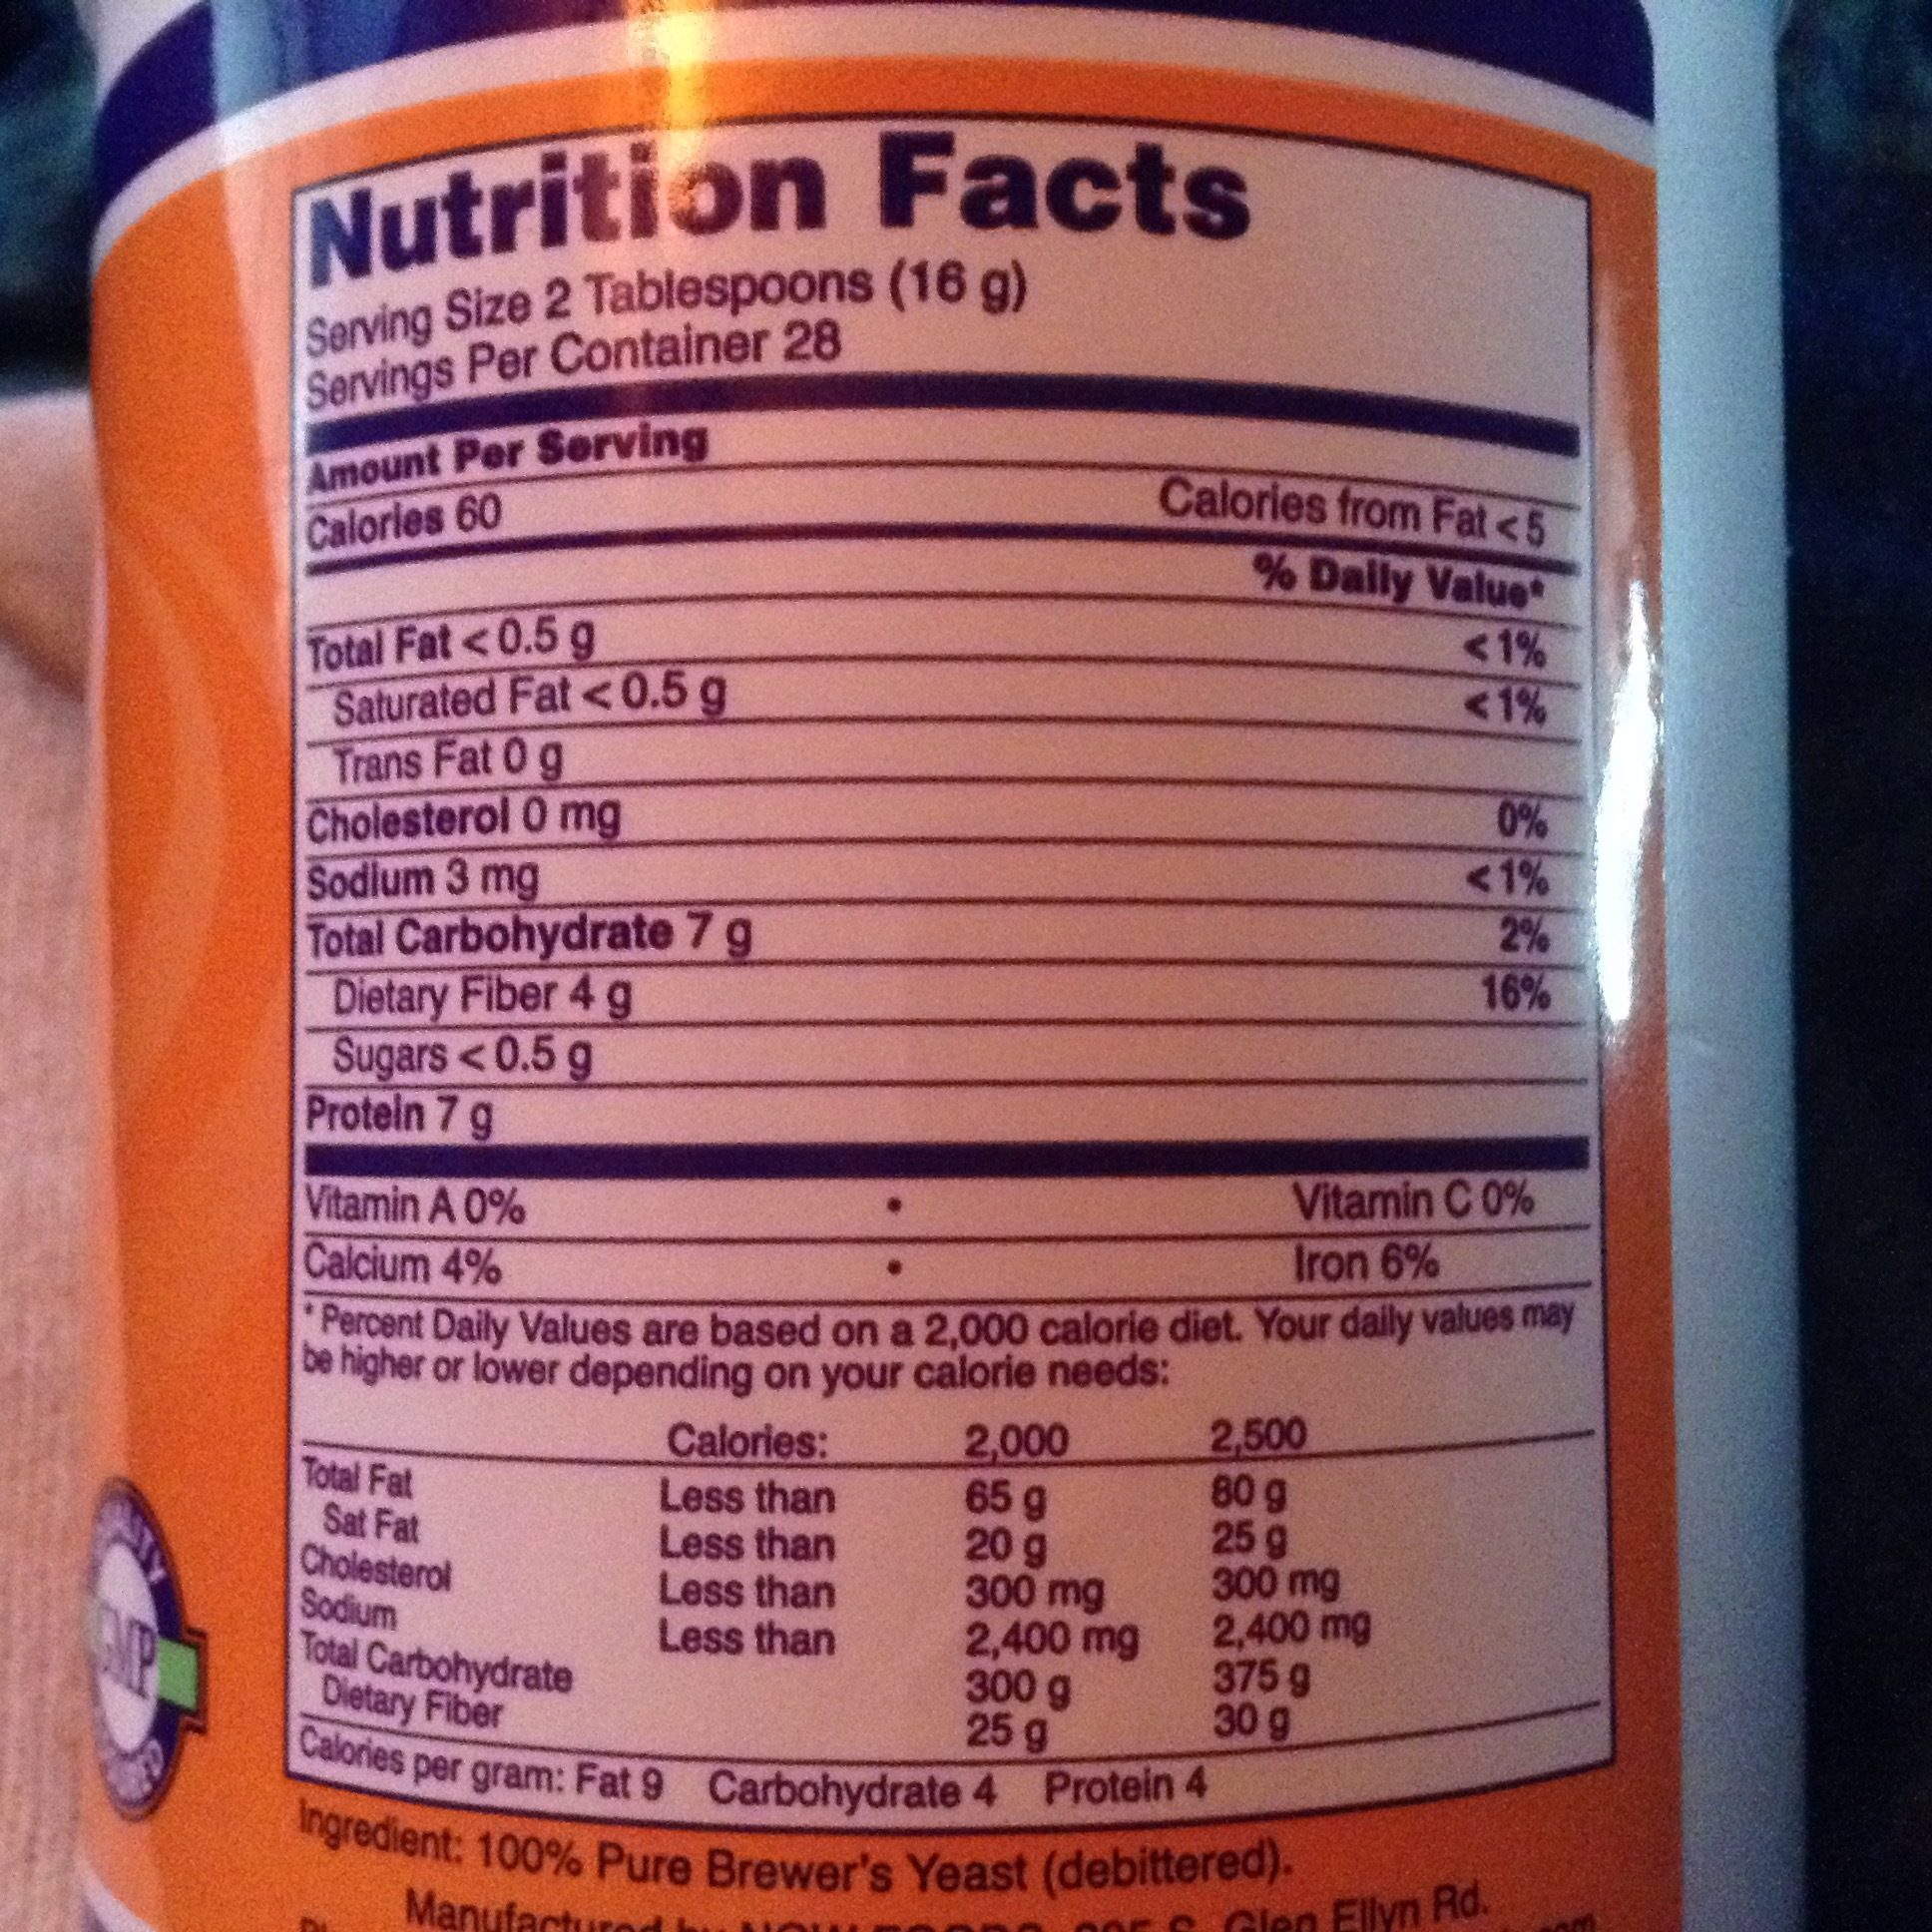 Nutrition Facts
Serving Size 2 Tablespoons (16 g)
Servings Per Container 28
Amount Per Serving
Calories 60 Calories from Fat < 5
% Daily Value*
Total Fat < 0.5 g < 1%
Saturated Fat < 0.5 g < 1%
Trans Fat 0 g
Cholesterol 0 mg 0%
Sodium 3 mg < 1%
Total Carbohydrate 7 g 2%
Dietary Fiber 4 g 16%
Sugars < 0.5 g
Protein 7 g
Vitamin A 0% • Vitamin C 0%
Calcium 4% • Iron 6%
* Percent Daily Values are based on a 2,000 calorie diet. Your daily values may
be higher or lower depending on your calorie needs:
Calories: 2,000 2,500
Total Fat Less than 65 g 80 g
Sat Fat Less than 20 g 25 g
Cholesterol Less than 300 mg 300 mg
Sodium Less than 2,400 mg 2,400 mg
Total Carbohydrate 300 g 375 g
Dietary Fiber 25 g 30 g
Calories per gram: Fat 9 Carbohydrate 4 Protein 4
Ingredient: 100% Pure Brewer's Yeast (debittered).
Glen Ellyn Rd.